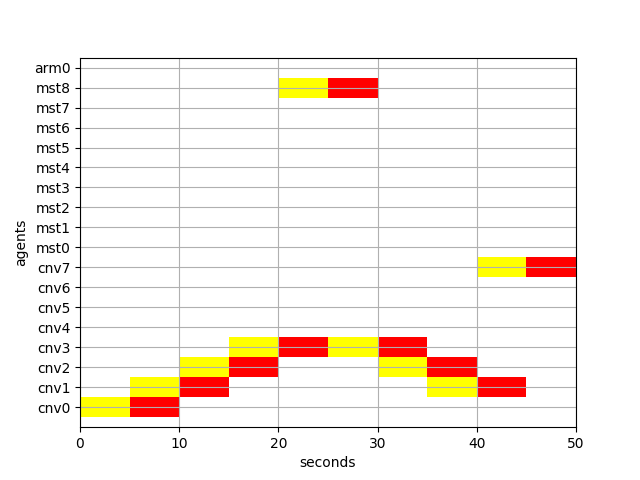 arm0
mst8
mst7
mst6
mst5
mst4
mst3
mst2
mst1
mst0
cnv7
cnv6
cnv5
cnv4
cnv3
cnv2
cnv1
cnv0
agents
0 10 20 30 40 50
seconds